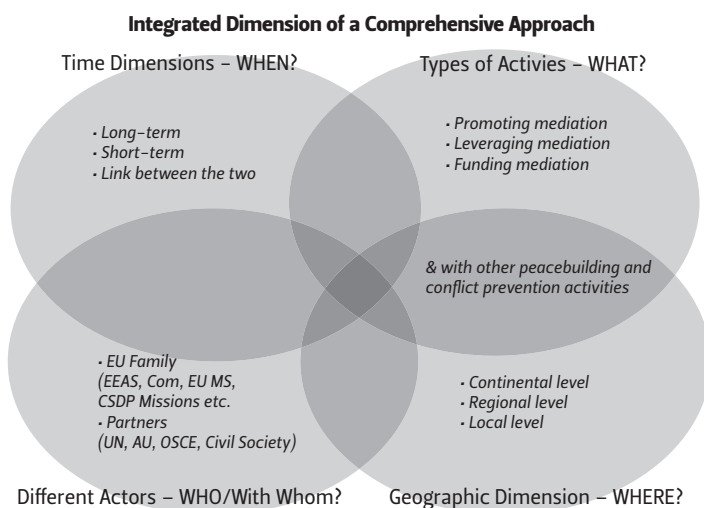 Integrated Dimension of a Comprehensive Approach
Time Dimensions – WHEN?
· Long-term
· Short-term
· Link between the two
Types of Activies – WHAT?
· Promoting mediation
· Leveraging mediation
· Funding mediation
& with other peacebuilding and
conflict prevention activities
· EU Family
(EEAS, Com, EU MS,
CSDP Missions etc.
· Partners
(UN, AU, OSCE, Civil Society)
Different Actors – WHO/With Whom?
· Continental level
· Regional level
· Local level
Geographic Dimension – WHERE?